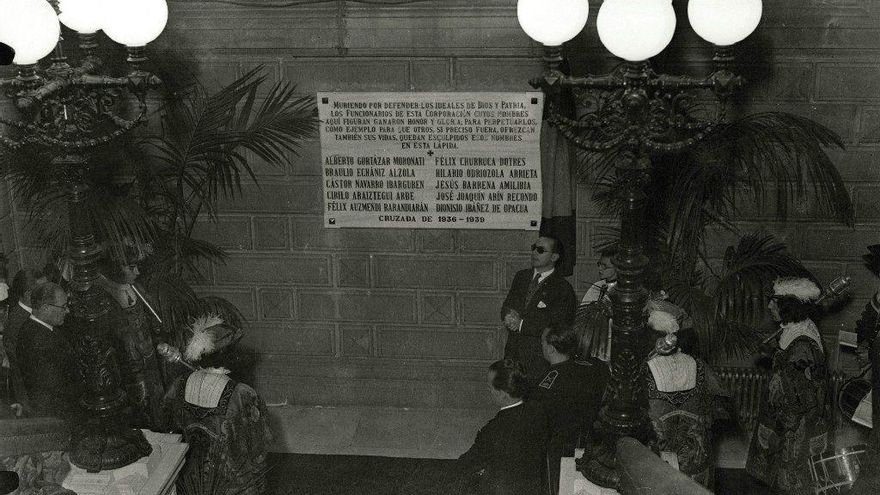 MURIENDO POR DEFENDER LOS IDEALES DE DIOS Y PATRIA,
LOS FUNCIONARIOS DE ESTA CORPORACIÓN CUYOS NOMBRES
AQUÍ FIGURAN GANARON HONOR Y GLORIA, PARA PERPETUARLOS,
COMO EJEMPLO PARA QUE OTROS, SI PRECISO FUERA, OFREZCAN
TAMBIÉN SUS VIDAS, QUEDAN ESCULPIDOS ESOS NOMBRES
EN ESTA LÁPIDA.
ALBERTO GORTÁZAR MORONATI FÉLIX CHURRUCA DOTRES
BRAULIO ECHÁNIZ ALZOLA HILARIO ODRIOZOLA ARRIETA
CÁSTOR NAVARRO IBARGUREN JESÚS BARRENA AMILIBIA
CIRILO ARAIZTEGUI ARBE JOSÉ JOAQUÍN ARÍN RECONDO
FÉLIX AUZMENDI BARANDIARÁN DIONISIO IBÁÑEZ DE OPACUA
CRUZADA DE 1936-1939